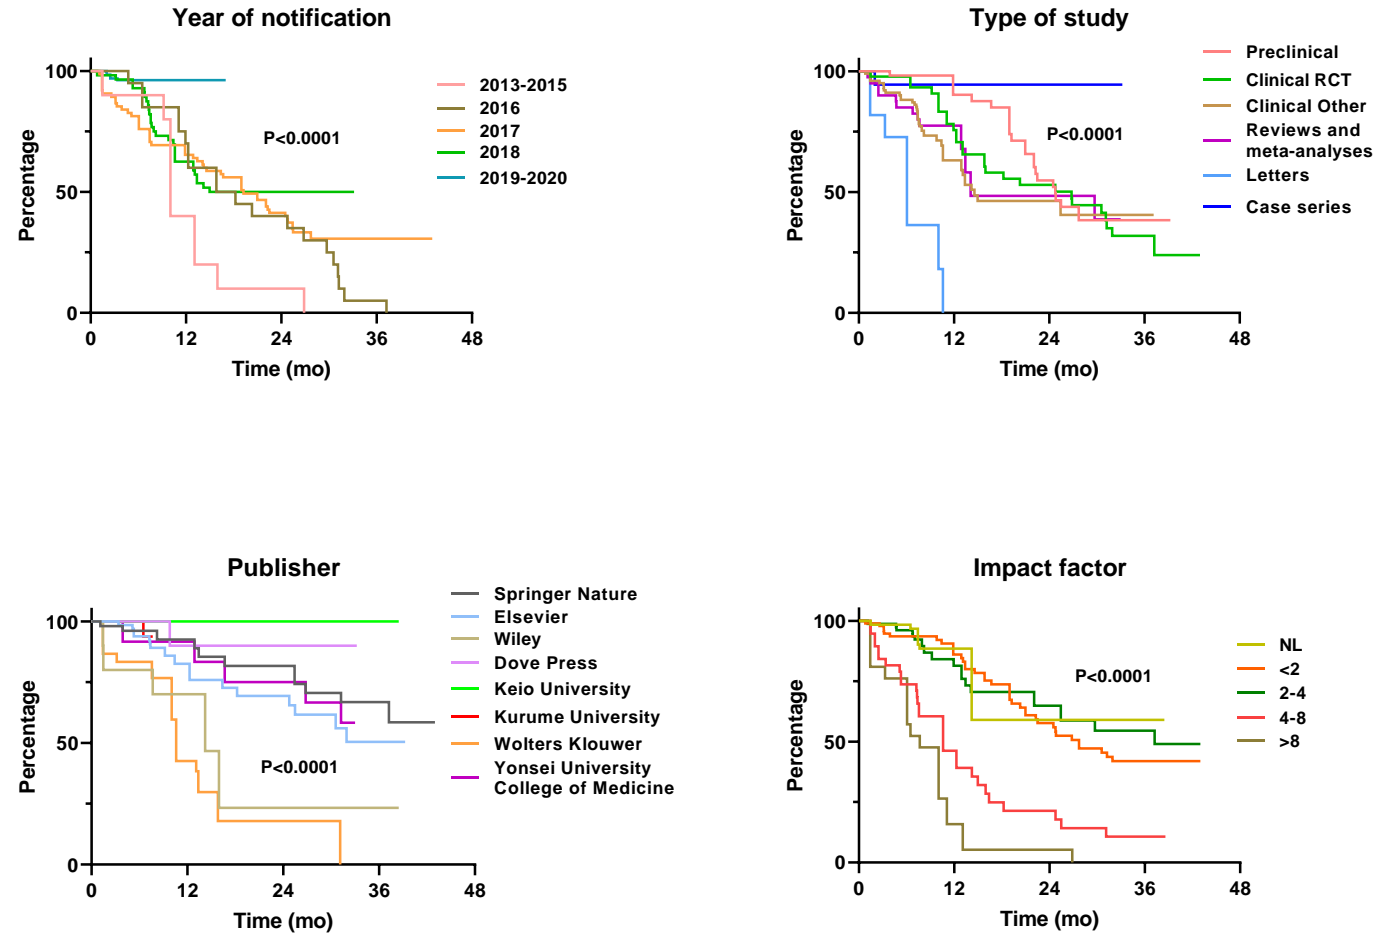 Year of notification
Percentage
100
50
0
0
12
24
36
48
Time (mo)
P<0.0001
2013-2015
2016
2017
2018
2019-2020
Type of study
Percentage
100
50
0
0
12
24
36
48
Time (mo)
P<0.0001
Preclinical
Clinical RCT
Clinical Other
Reviews and
meta-analyses
Letters
Case series
Publisher
Percentage
100
50
0
0
12
24
36
48
Time (mo)
P<0.0001
Springer Nature
Elsevier
Wiley
Dove Press
Keio University
Kurume University
Wolters Klouwer
Yonsei University
College of Medicine
Impact factor
Percentage
100
50
0
0
12
24
36
48
Time (mo)
P<0.0001
NL
<2
2-4
4-8
>8